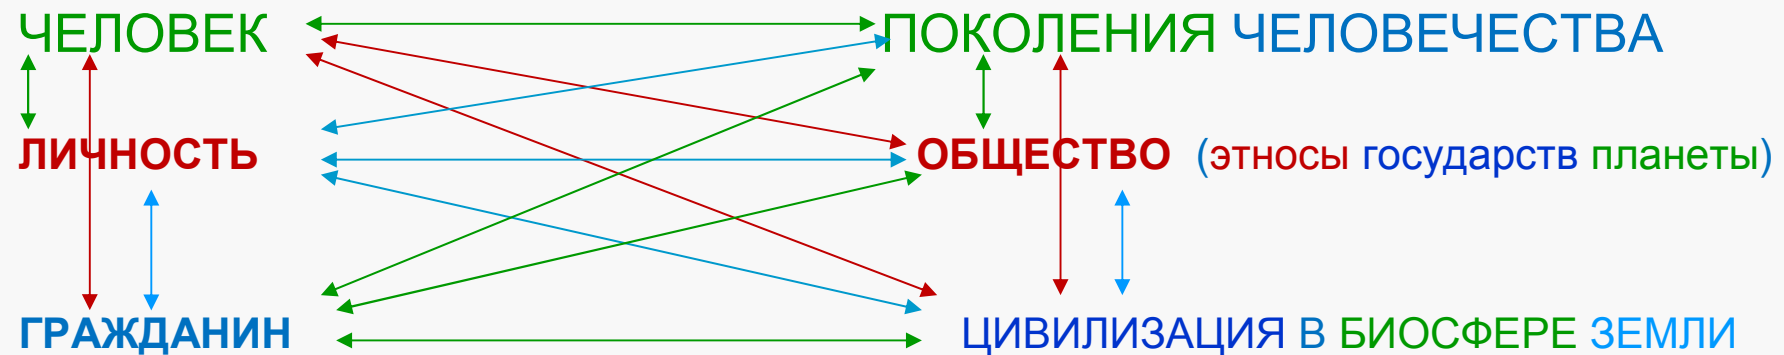 ЧЕЛОВЕК ПОКОЛЕНИЯ ЧЕЛОВЕЧЕСТВА
ЛИЧНОСТЬ ОБЩЕСТВО (этносы государств планеты)
ГРАЖДАНИН ЦИВИЛИЗАЦИЯ В БИОСФЕРЕ ЗЕМЛИ